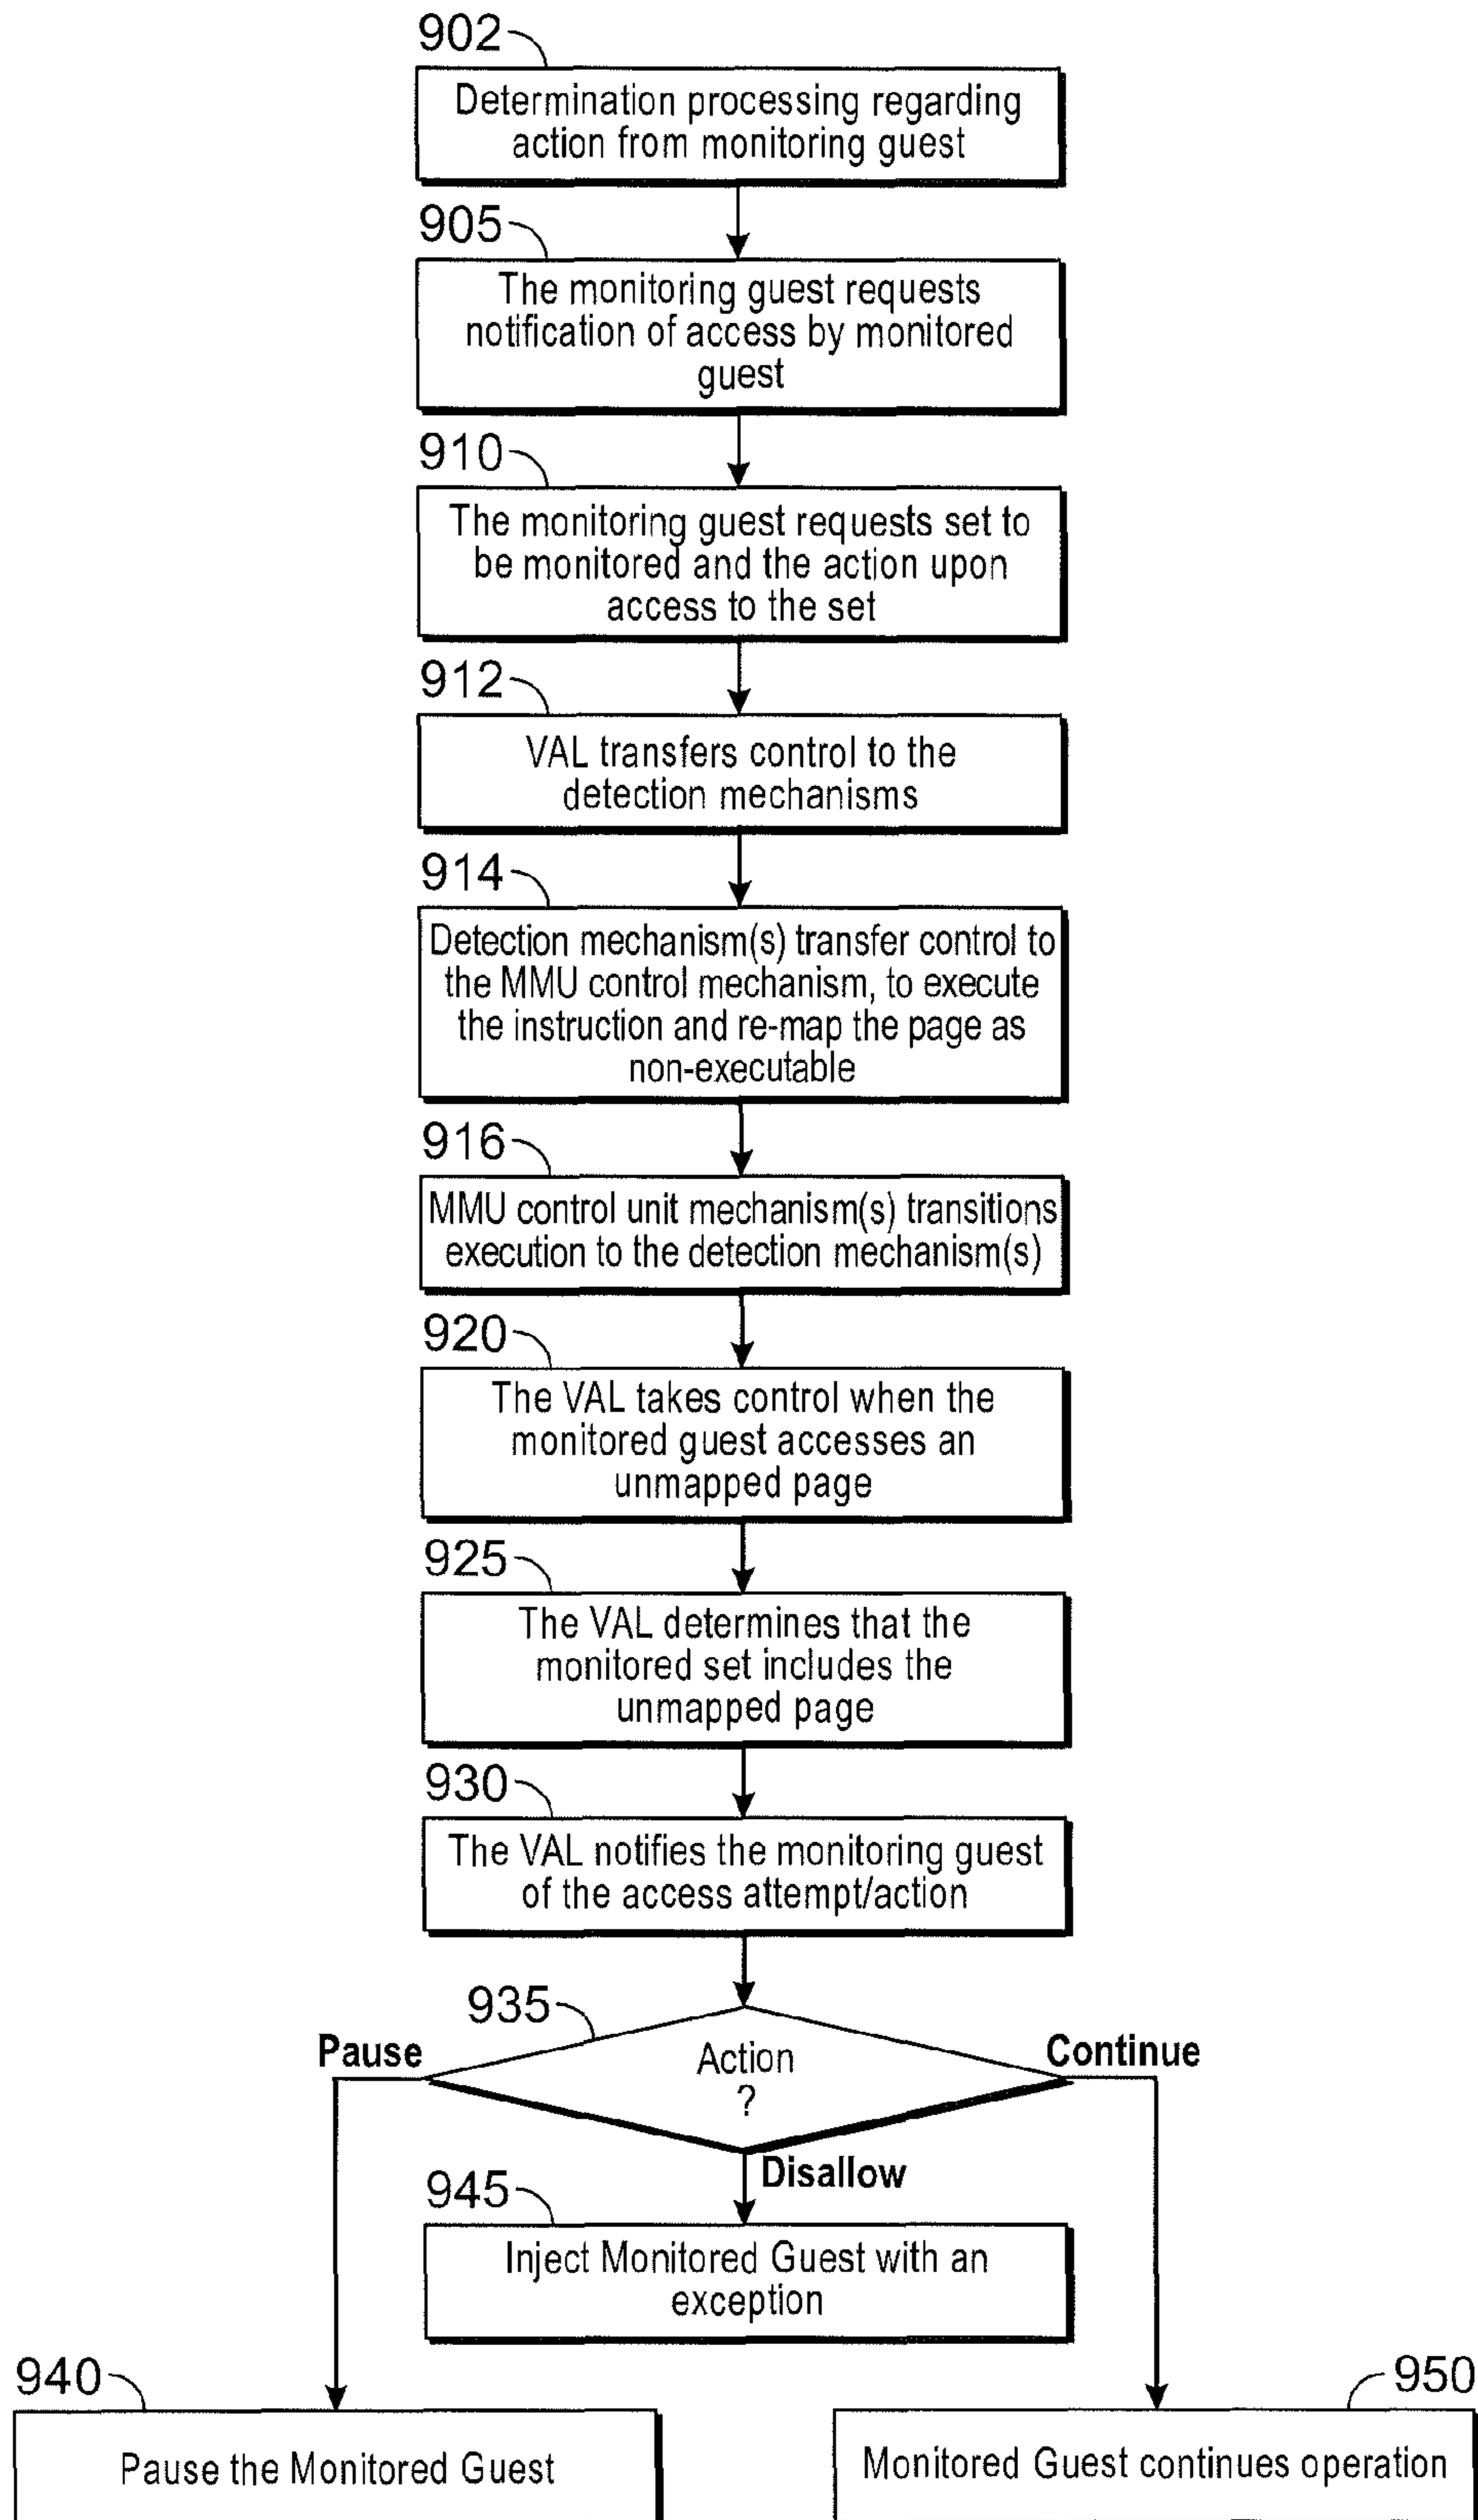 902
Determination processing regarding
action from monitoring guest
905
The monitoring guest requests
notification of access by monitored
guest
910
The monitoring guest requests set to
be monitored and the action upon
access to the set
912
VAL transfers control to the
detection mechanisms
914
Detection mechanism(s) transfer control to
the MMU control mechanism, to execute
the instruction and re-map the page as
non-executable
916
MMU control unit mechanism(s) transitions
execution to the detection mechanism(s)
920
The VAL takes control when the
monitored guest accesses an
unmapped page
925
The VAL determines that the
monitored set includes the
unmapped page
930
The VAL notifies the monitoring guest
of the access attempt/action
935
Action
?
Pause
Continue
Disallow
945
Inject Monitored Guest with an
exception
940
Pause the Monitored Guest
950
Monitored Guest continues operation